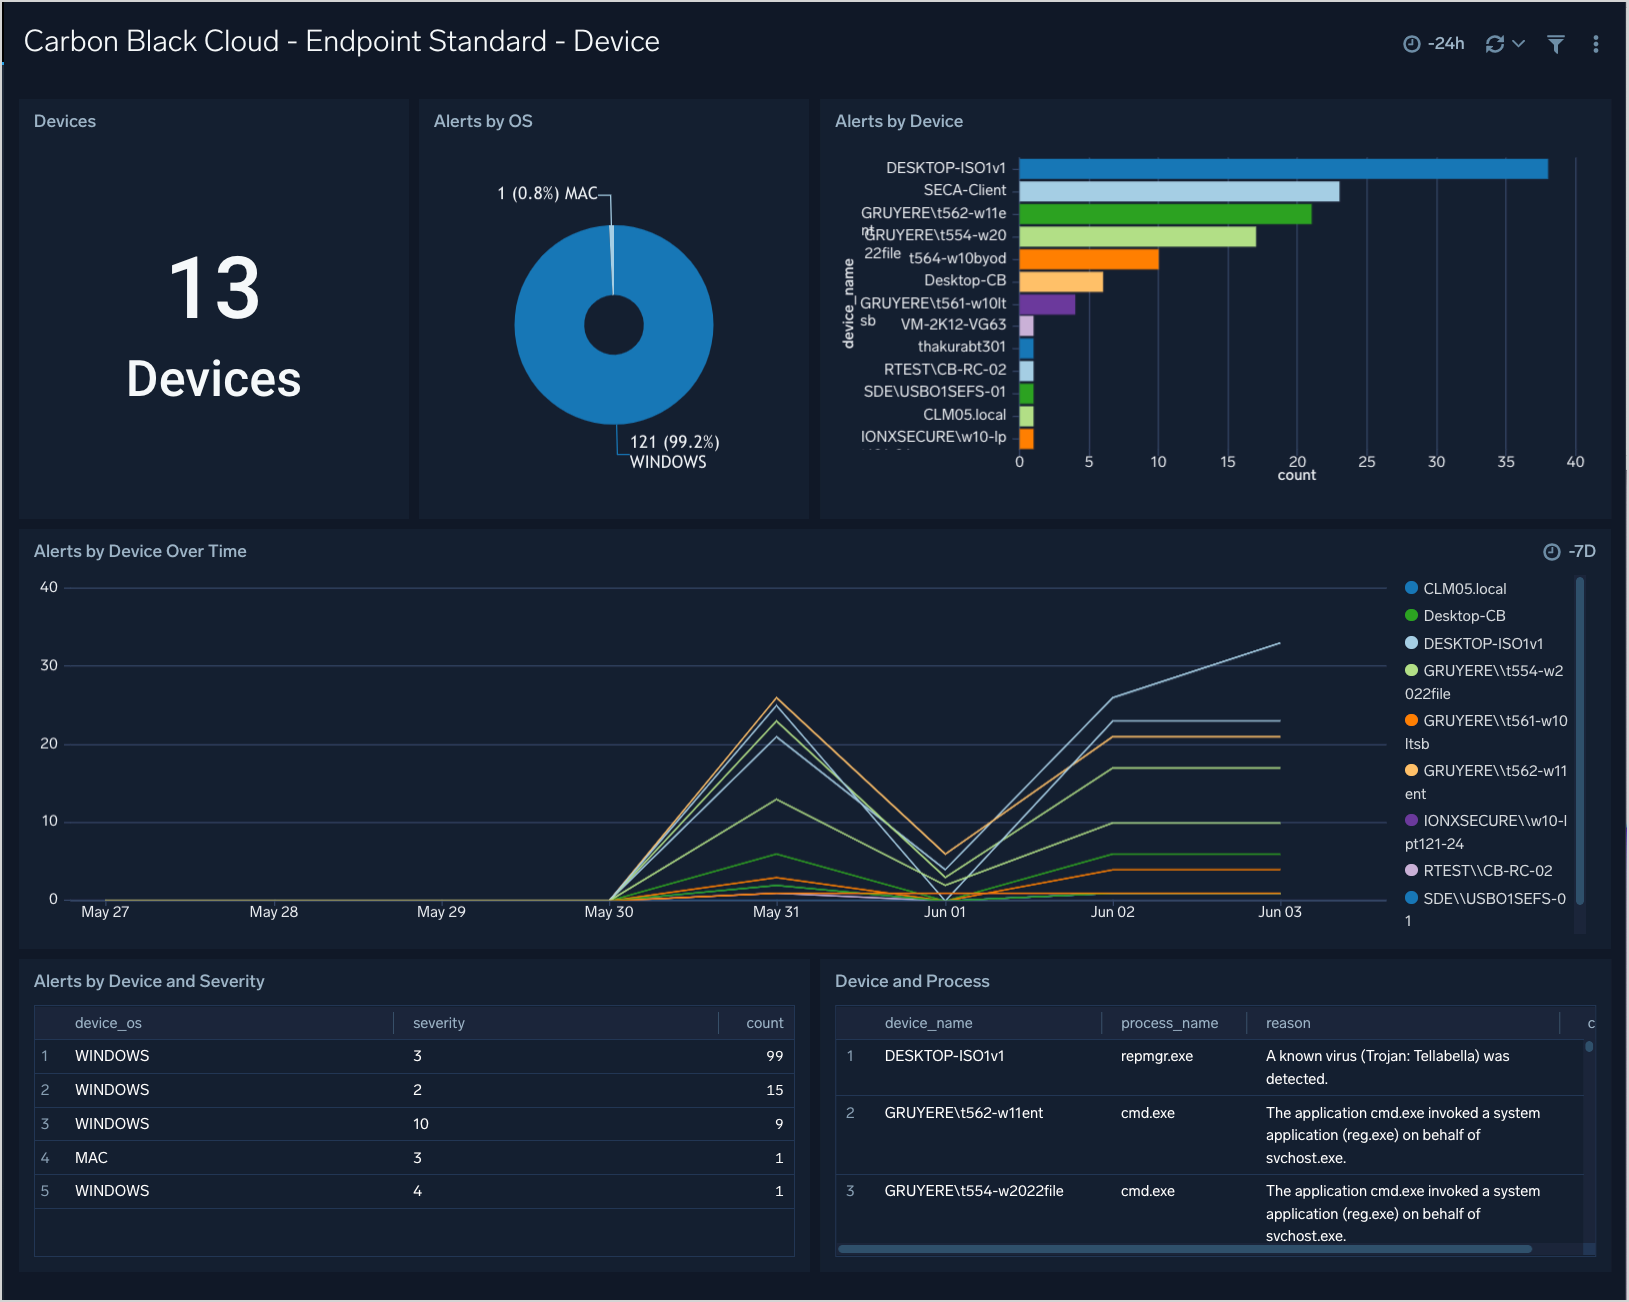 Carbon Black Cloud - Endpoint Standard - Device
-24h
Devices
13
Devices
Alerts by OS
1 (0.8%) MAC
121 (99.2%)
WINDOWS
Alerts by Device
device_name
DESKTOP-ISO1v1
SECA-Client
GRUYERE\t562-w11e
nt
GRUYERE\t554-w20
22file
t564-w10byod
Desktop-CB
GRUYERE\t561-w10lt
sb
VM-2K12-VG63
thakurabt301
RTEST\CB-RC-02
SDE\USBO1SEFS-01
CLM05.local
IONXSECURE\w10-lp
0 5 10 15 20 25 30 35 40
count
Alerts by Device Over Time
-7D
40
30
20
10
0
May 27 May 28 May 29 May 30 May 31 Jun 01 Jun 02 Jun 03
CLM05.local
Desktop-CB
DESKTOP-ISO1v1
GRUYERE\\t554-w2
022file
GRUYERE\\t561-w10
ltsb
GRUYERE\\t562-w11
ent
IONXSECURE\\w10-l
pt121-24
RTEST\\CB-RC-02
SDE\\USBO1SEFS-0
1
Alerts by Device and Severity
device_os severity count
1 WINDOWS 3 99
2 WINDOWS 2 15
3 WINDOWS 10 9
4 MAC 3 1
5 WINDOWS 4 1
Device and Process
device_name process_name reason c
1 DESKTOP-ISO1v1 repmgr.exe A known virus (Trojan: Tellabella) was
detected.
2 GRUYERE\t562-w11ent cmd.exe The application cmd.exe invoked a system
application (reg.exe) on behalf of
svchost.exe.
3 GRUYERE\t554-w2022file cmd.exe The application cmd.exe invoked a system
application (reg.exe) on behalf of
svchost.exe.